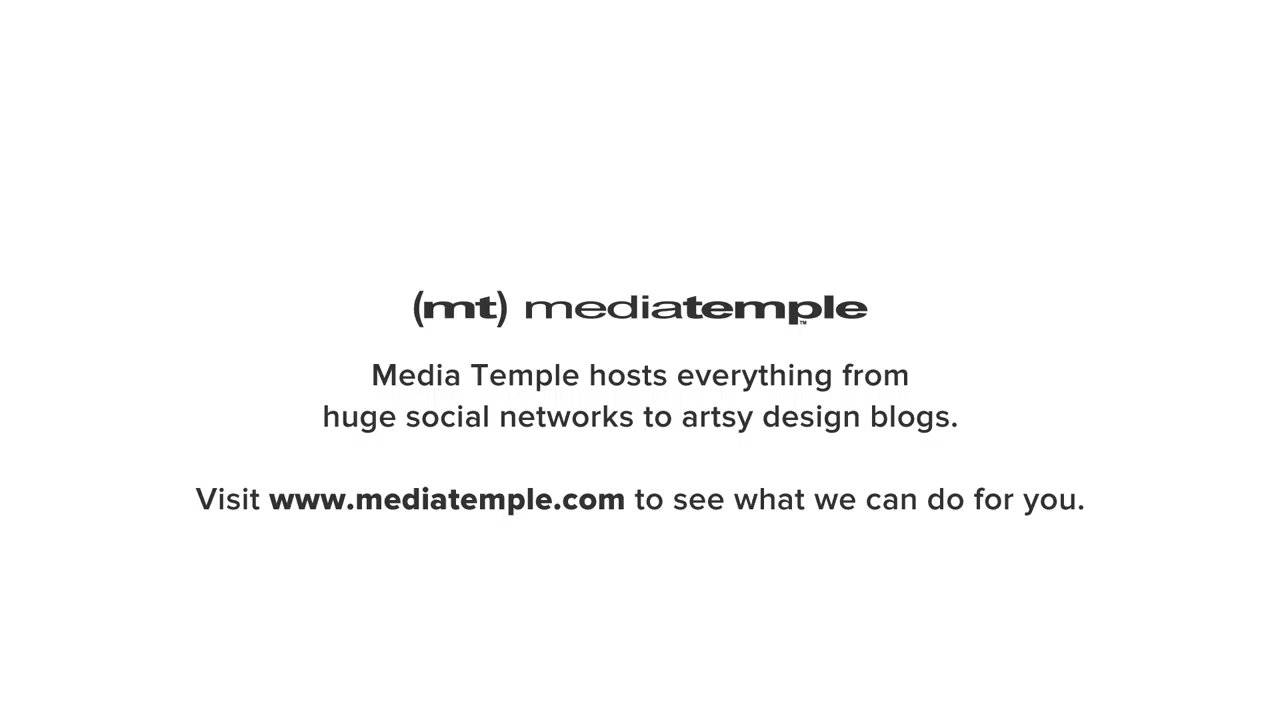 (mt) mediatemple™
Media Temple hosts everything from
huge social networks to artsy design blogs.
Visit www.mediatemple.com to see what we can do for you.